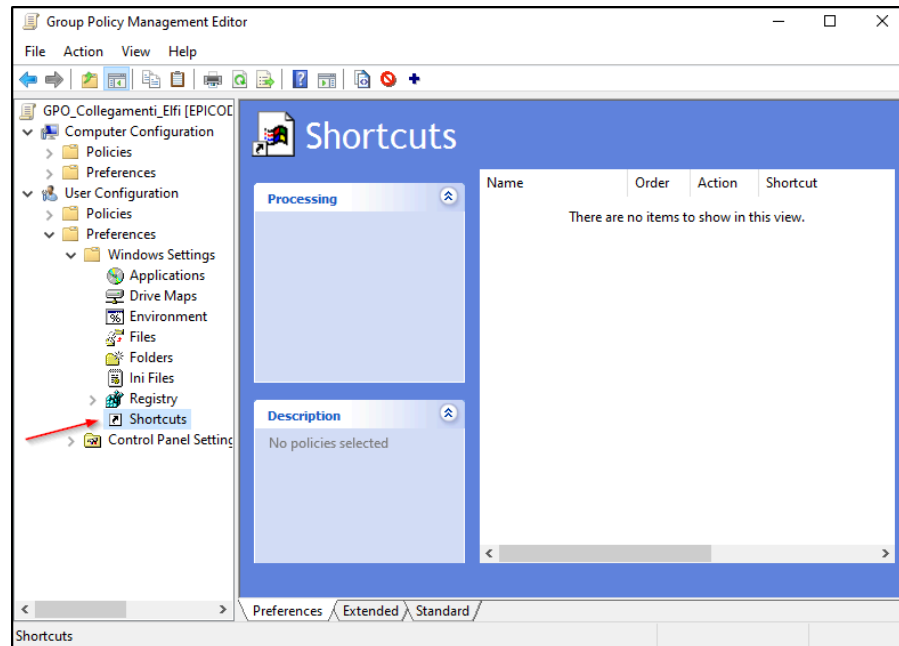 Group Policy Management Editor
File Action View Help
GPO_Collegamenti_Elfi [EPICOD
Computer Configuration
Policies
Preferences
User Configuration
Policies
Preferences
Windows Settings
Applications
Drive Maps
Environment
Files
Folders
Ini Files
Registry
Shortcuts
Control Panel Setting
Shortcuts
Processing
Description
No policies selected
Name Order Action Shortcut
There are no items to show in this view.
Preferences Extended Standard
Shortcuts